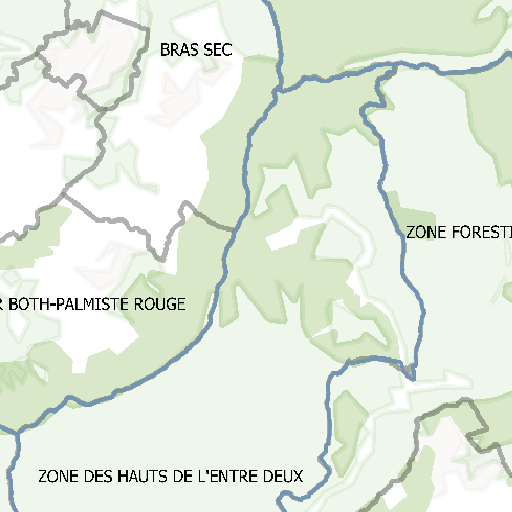 BRAS SEC
ZONE FORESTI
R BOTH-PALMISTE ROUGE
ZONE DES HAUTS DE L'ENTRE DEUX